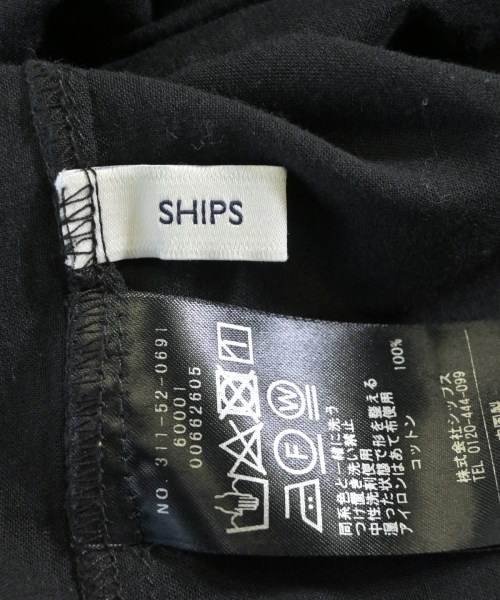 SHIPS
NO. 311-52-0691
60001
00662605
F W
同系色と一緒に洗う
つけ置き洗い禁止
中性洗剤使用
湿った状態で形を整える
アイロンはあて布使用
コットン 100%
株式会社シップス
TEL 0120-444-099